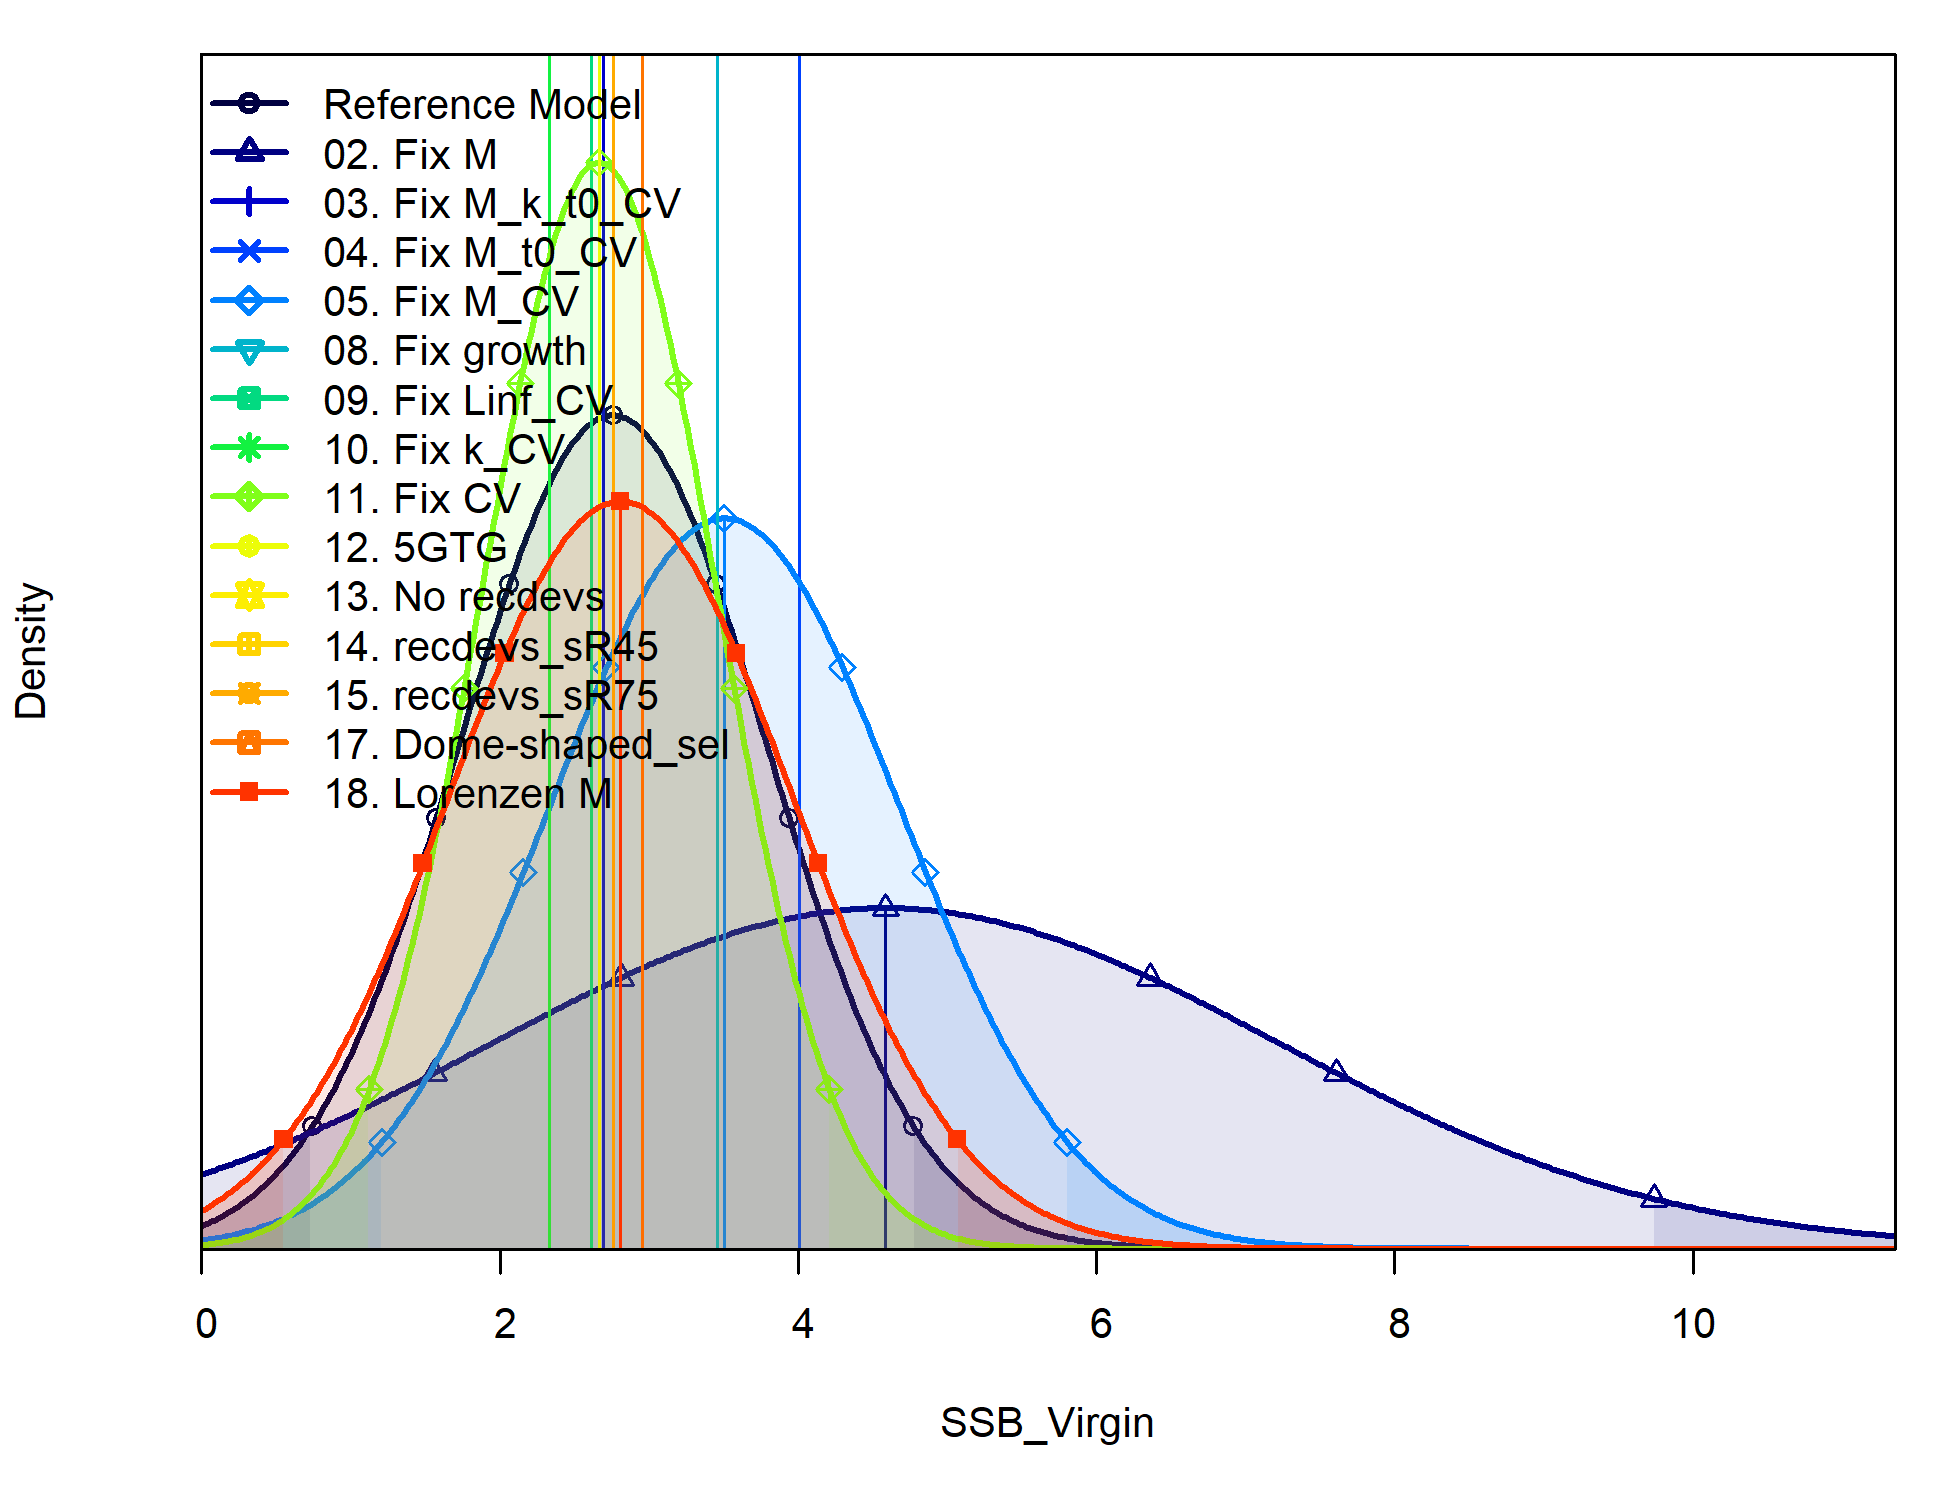 Reference Model
02. Fix M
03. Fix M_k_t0_CV
04. Fix M_t0_CV
05. Fix M_CV
08. Fix growth
09. Fix Linf_CV
10. Fix k_CV
11. Fix CV
12. 5GTG
13. No recdevs
14. recdevs_sR45
15. recdevs_sR75
17. Dome-shaped_sel
18. Lorenzen M
Density
0 2 4 6 8 10
SSB_Virgin